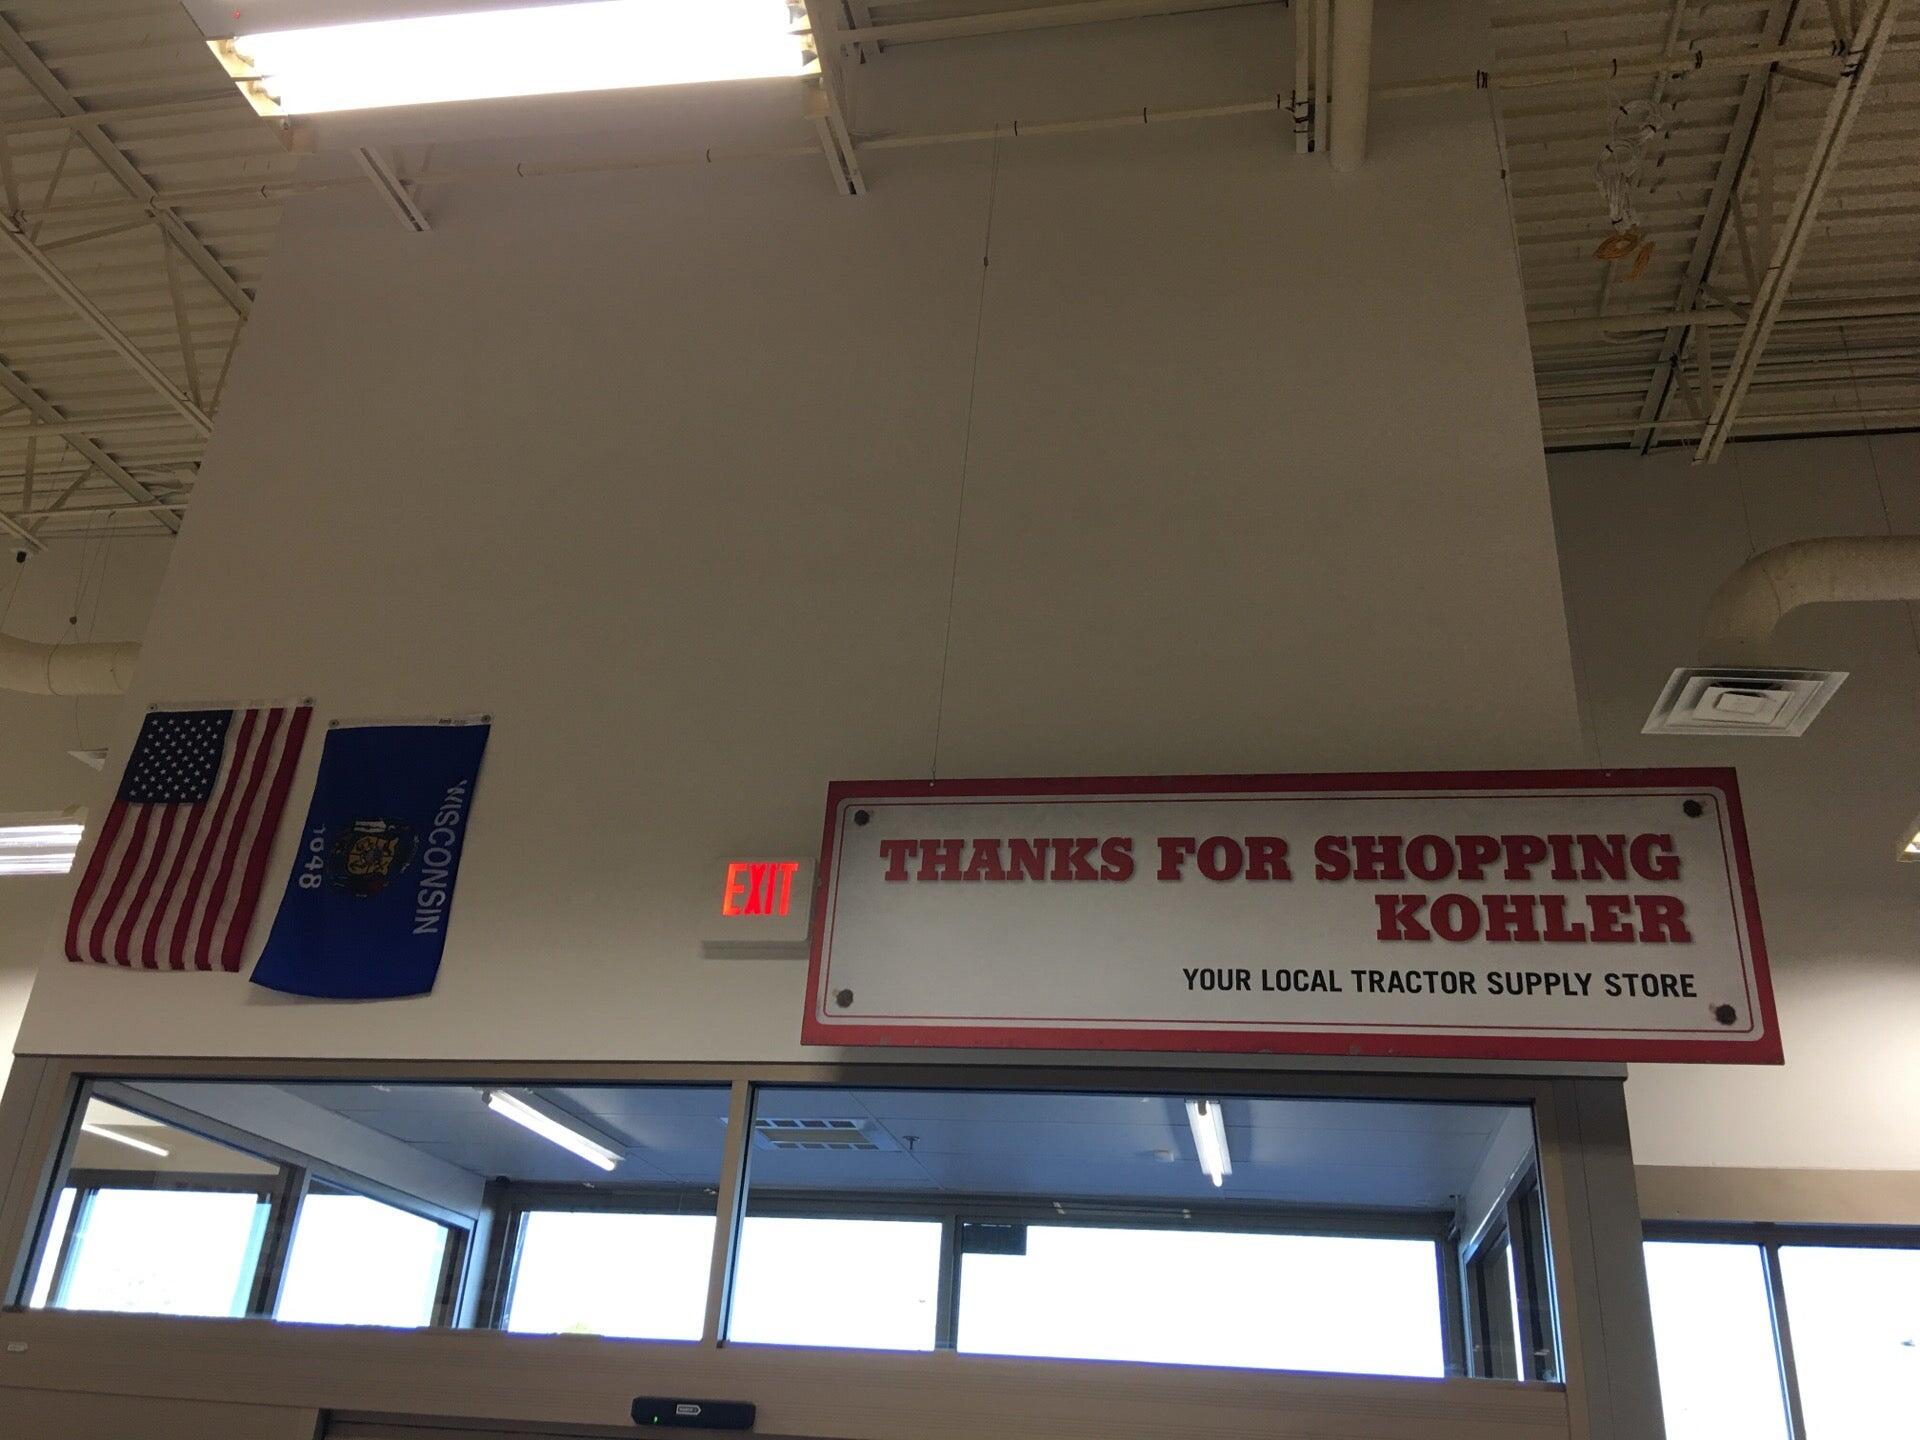 WISCONSIN
1848
EXIT
THANKS FOR SHOPPING
KOHLER
YOUR LOCAL TRACTOR SUPPLY STORE